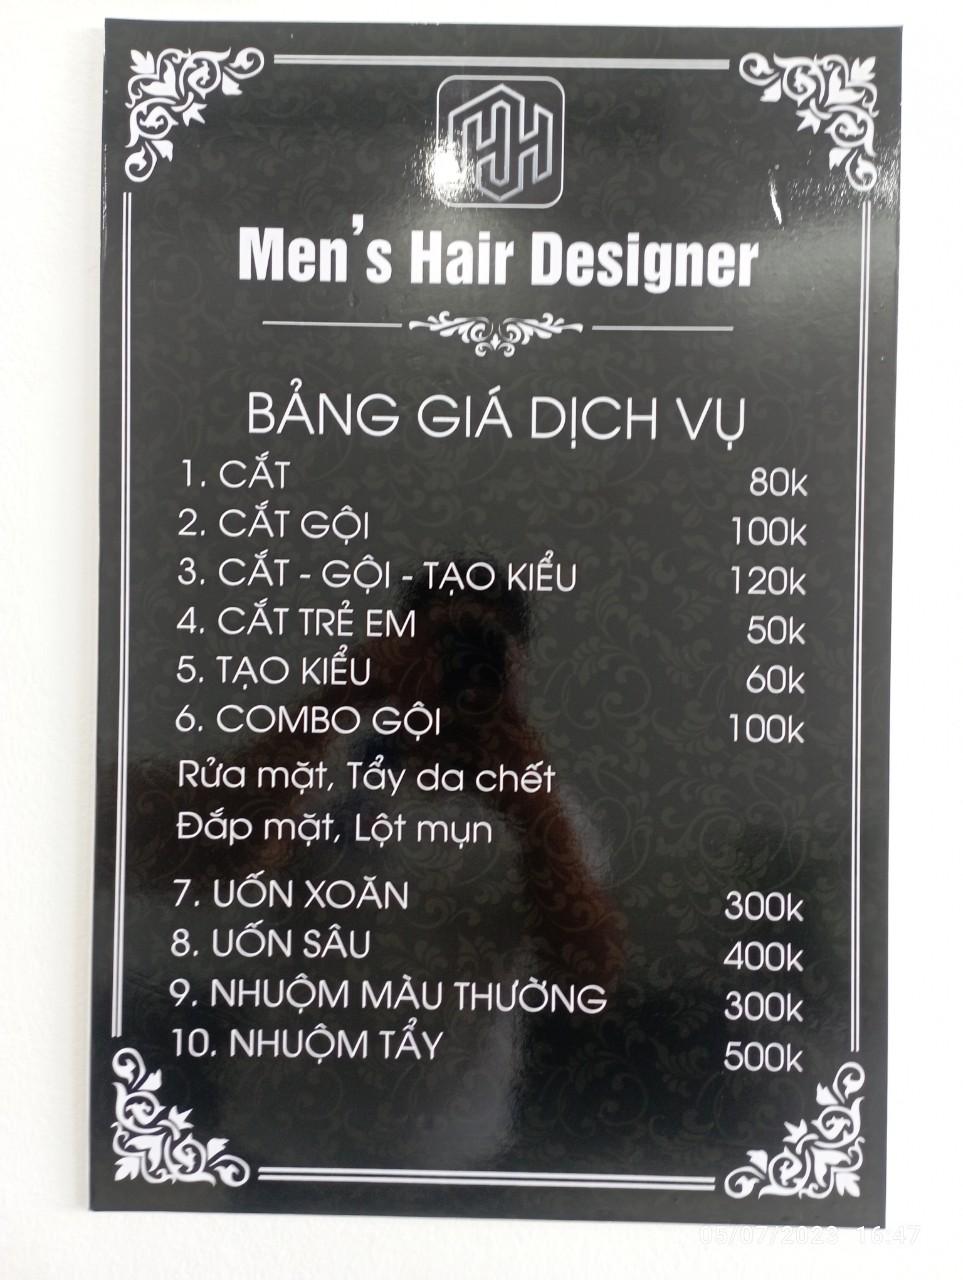 HH
Men's Hair Designer
BẢNG GIÁ DỊCH VỤ
1. CẮT 80k
2. CẮT GỘI 100k
3. CẮT - GỘI - TẠO KIỂU 120k
4. CẮT TRẺ EM 50k
5. TẠO KIỂU 60k
6. COMBO GỘI 100k
Rửa mặt, Tẩy da chết
Đắp mặt, Lột mụn
7. UỐN XOĂN 300k
8. UỐN SÂU 400k
9. NHUỘM MÀU THƯỜNG 300k
10. NHUỘM TẨY 500k
05/07/2023 16:47